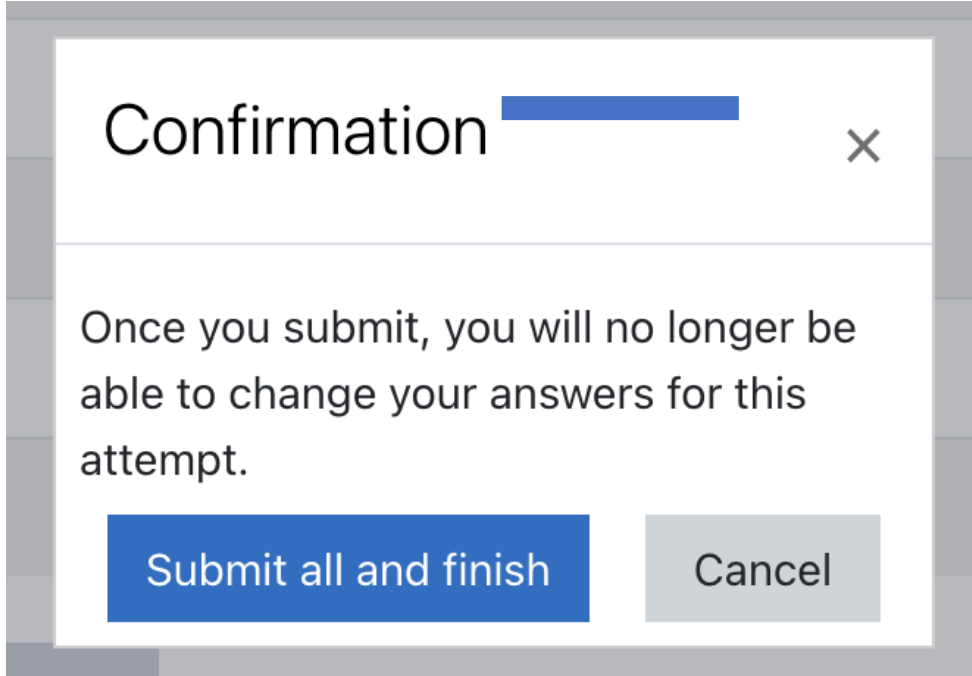 Confirmation
Once you submit, you will no longer be
able to change your answers for this
attempt.
Submit all and finish
Cancel